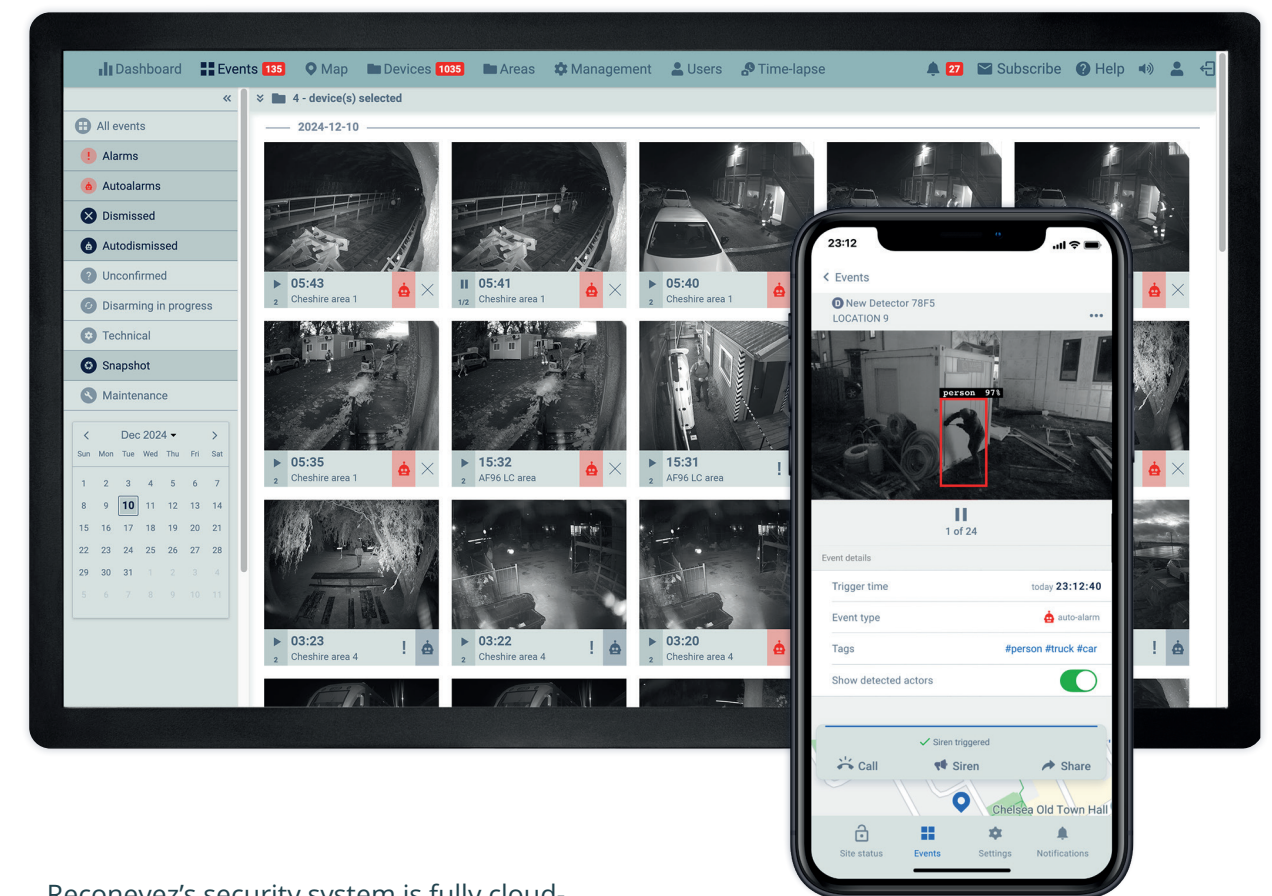 Dashboard Events 135 Map Devices 1035 Areas Management Users Time-lapse 27 Subscribe Help
4 - device(s) selected
All events
Alarms
Autoalarms
Dismissed
Autodismissed
Unconfirmed
Disarming in progress
Technical
Snapshot
Maintenance
Dec 2024
Sun Mon Tue Wed Thu Fri Sat
1 2 3 4 5 6 7
8 9 10 11 12 13 14
15 16 17 18 19 20 21
22 23 24 25 26 27 28
29 30 31 1 2 3 4
5 6 7 8 9 10 11
2024-12-10
05:43
2 Cheshire area 1
05:41
1/2 Cheshire area 1
05:40
2 Cheshire area 1
05:35
2 Cheshire area 1
15:32
2 AF96 LC area
15:31
2 AF96 LC area
!
03:23
2 Cheshire area 4
!
03:22
2 Cheshire area 4
!
03:20
2 Cheshire area 4
!
23:12
Events
D New Detector 78F5
LOCATION 9
person 97%
1 of 24
Event details
Trigger time today 23:12:40
Event type auto-alarm
Tags #person #truck #car
Show detected actors
Siren triggered
Call Siren Share
Chelsea Old Town Hall
Site status Events Settings Notifications
Reconeyez's security system is fully cloud-